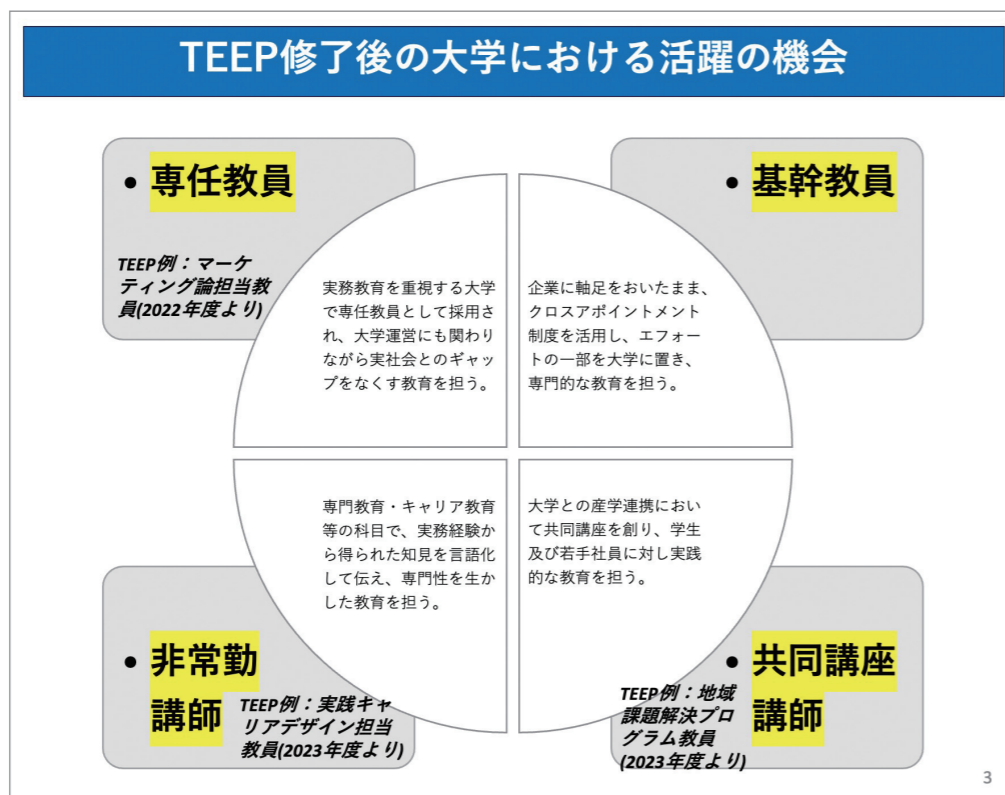 TEEP修了後の大学における活躍の機会
• 専任教員
TEEP例：マーケ
ティング論担当教
員(2022年度より)
実務教育を重視する大学
で専任教員として採用さ
れ、大学運営にも関わり
ながら実社会とのギャッ
プをなくす教育を担う。
• 基幹教員
企業に軸足をおいたまま、
クロスアポイントメント
制度を活用し、エフォー
トの一部を大学に置き、
専門的な教育を担う。
専門教育・キャリア教育
等の科目で、実務経験か
ら得られた知見を言語化
して伝え、専門性を生か
した教育を担う。
• 非常勤
講師
TEEP例：実践キャ
リアデザイン担当
教員(2023年度より)
大学との産学連携におい
て共同講座を創り、学生
及び若手社員に対し実践
的な教育を担う。
• 共同講座
講師
TEEP例：地域
課題解決プロ
グラム教員
(2023年度より)
3